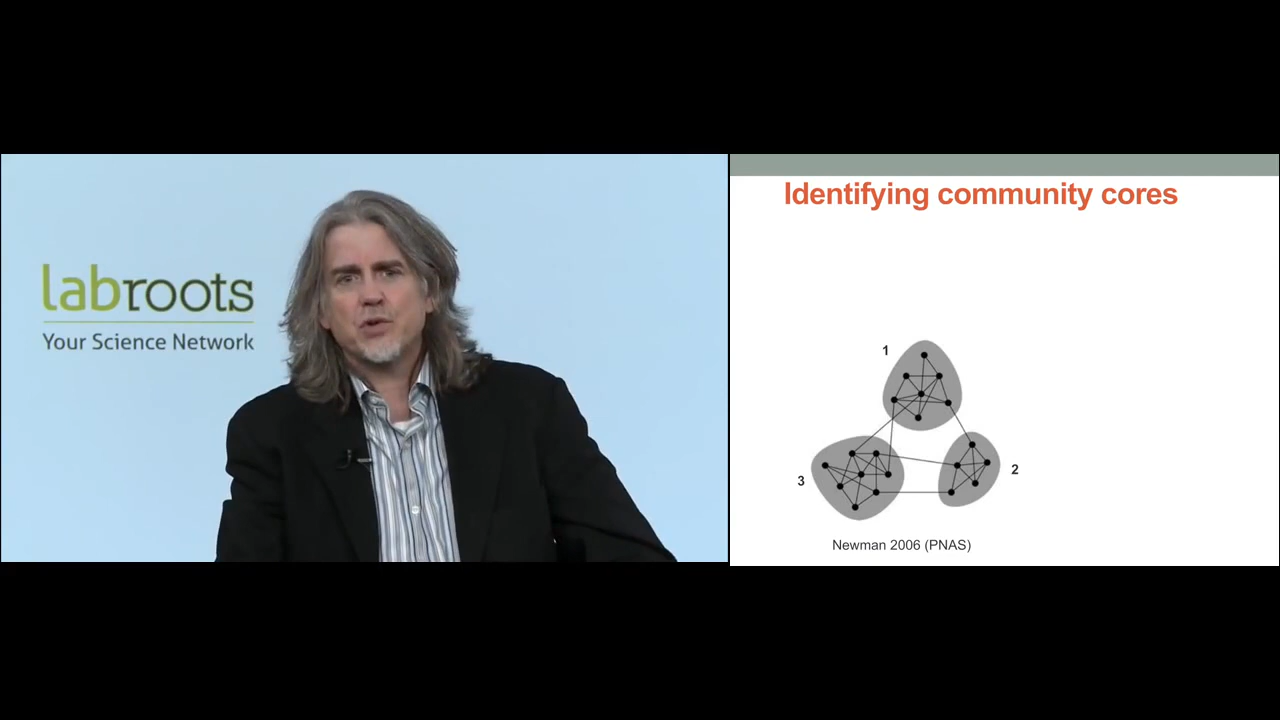 labroots
Your Science Network
Identifying community cores
1
2
3
Newman 2006 (PNAS)